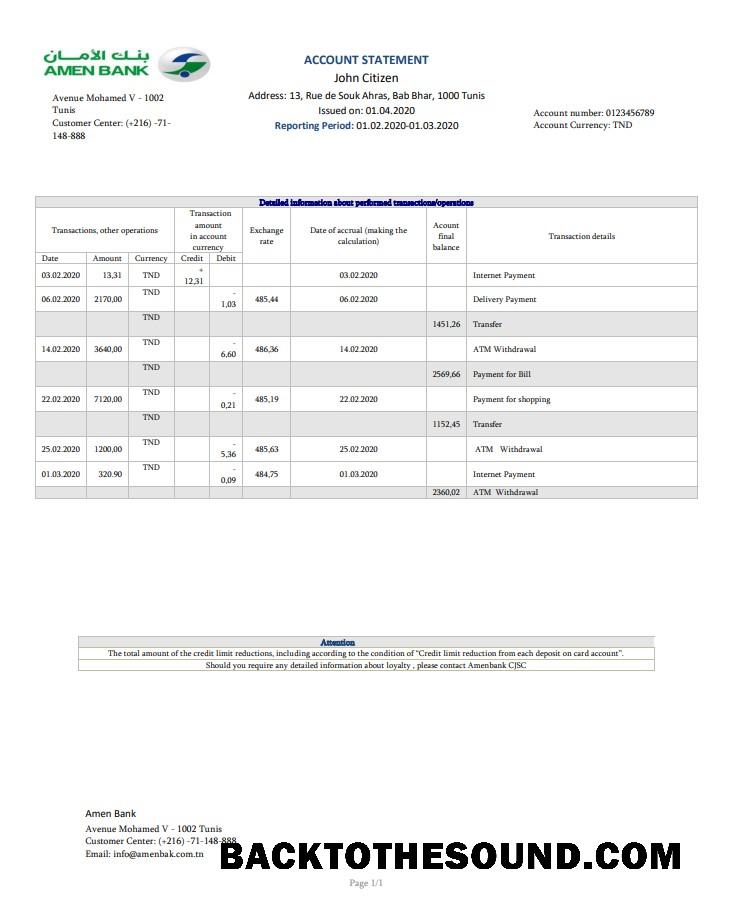 بنك الأمان
AMEN BANK
Avenue Mohamed V - 1002
Tunis
Customer Center: (+216) -71-
148-888
ACCOUNT STATEMENT
John Citizen
Address: 13, Rue de Souk Ahras, Bab Bhar, 1000 Tunis
Issued on: 01.04.2020
Reporting Period: 01.02.2020-01.03.2020
Account number: 0123456789
Account Currency: TND
Detailed information about performed transactions/operations
Transactions, other operations
Transaction
amount
in account
currency
Exchange
rate
Date of accrual (making the
calculation)
Acount
final
balance
Transaction details
Date Amount Currency Credit Debit
03.02.2020 13,31 TND + 12,31 03.02.2020 Internet Payment
06.02.2020 2170,00 TND - 1,03 485,44 06.02.2020 Delivery Payment
TND 1451,26 Transfer
14.02.2020 3640,00 TND - 6,60 486,36 14.02.2020 ATM Withdrawal
TND 2569,66 Payment for Bill
22.02.2020 7120,00 TND - 0,21 485,19 22.02.2020 Payment for shopping
TND 1152,45 Transfer
25.02.2020 1200,00 TND - 5,36 485,63 25.02.2020 ATM Withdrawal
01.03.2020 320.90 TND - 0,09 484,75 01.03.2020 Internet Payment
2360,02 ATM Withdrawal
Attention
The total amount of the credit limit reductions, including according to the condition of “Credit limit reduction from each deposit on card account”.
Should you require any detailed information about loyalty , please contact Amenbank CJSC
Amen Bank
Avenue Mohamed V - 1002 Tunis
Customer Center: (+216) -71-148-888
Email: info@amenbak.com.tn
BACKTOTHESOUND.COM
Page 1/1